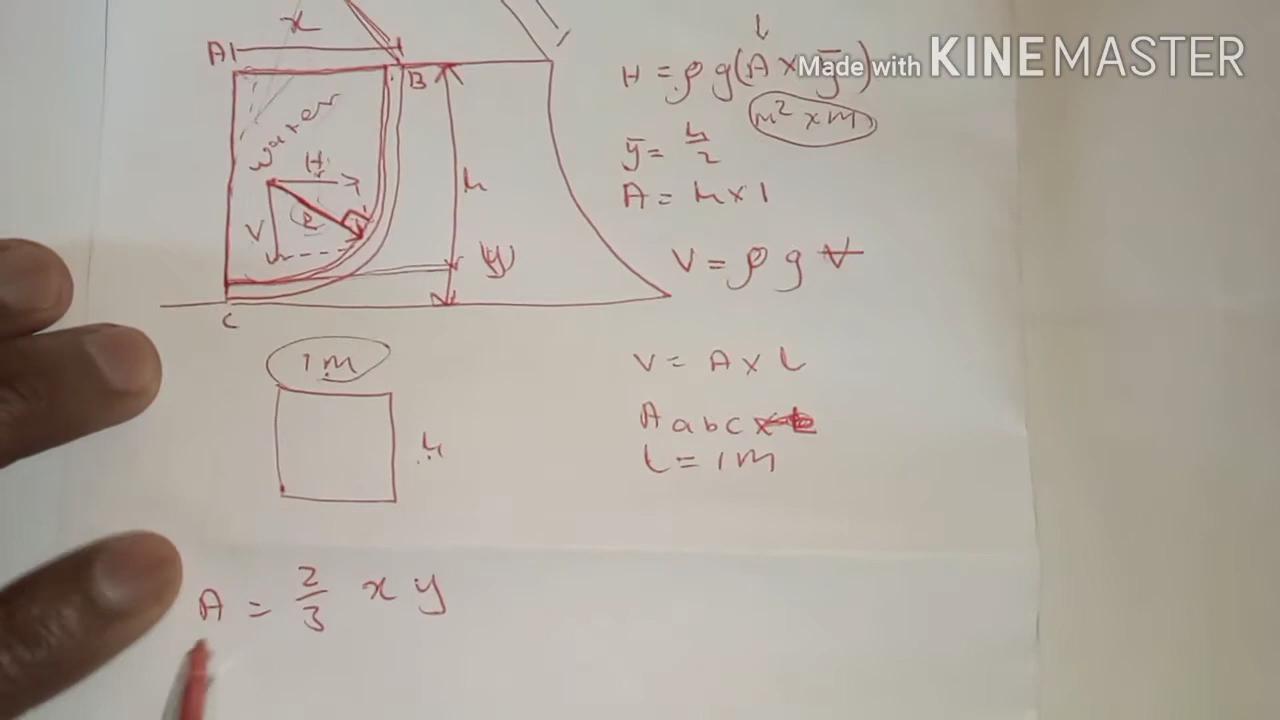 x
A
B
water
H
R
V
h
(y)
C
1m
h
A = 2/3 x y
L
H = ρ g (A x ȳ)
m² x m
ȳ = h/2
A = h x 1
V = ρ g V
V = A x L
A abc
L = 1m
Made with KINEMASTER